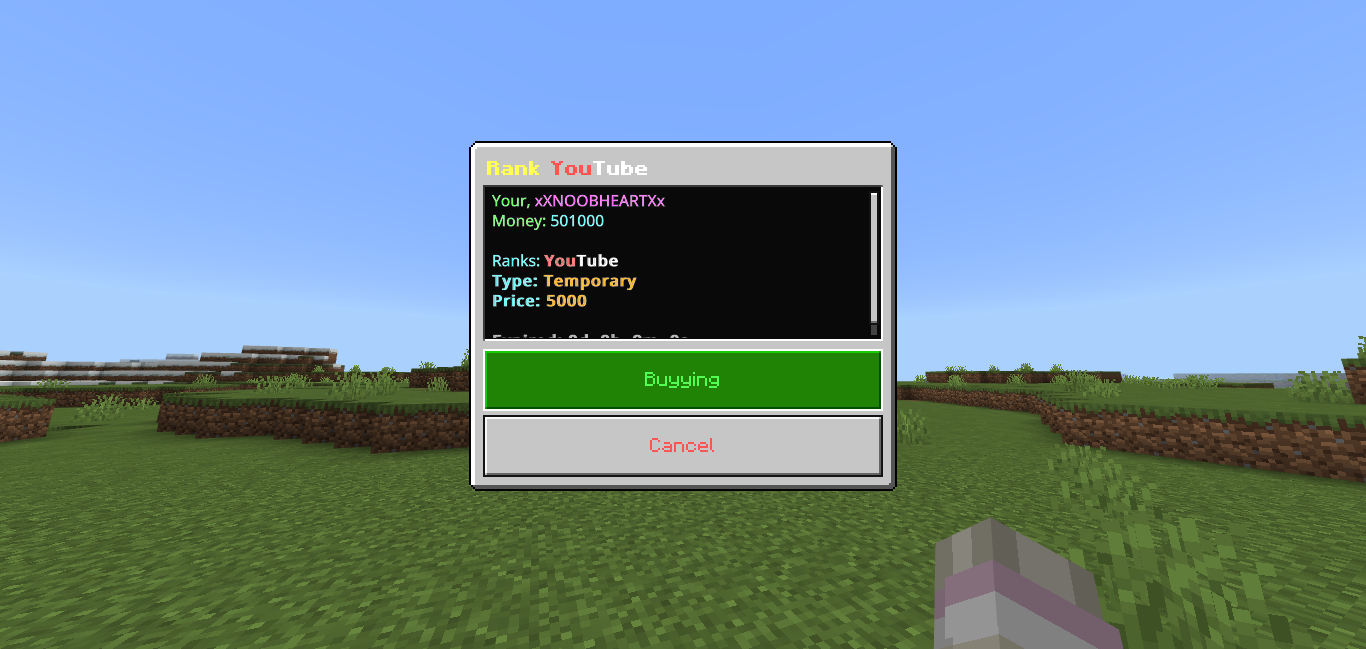 Rank YouTube
Your, xXNOOBHEARTXx
Money: 501000
Ranks: YouTube
Type: Temporary
Price: 5000
Buyying
Cancel